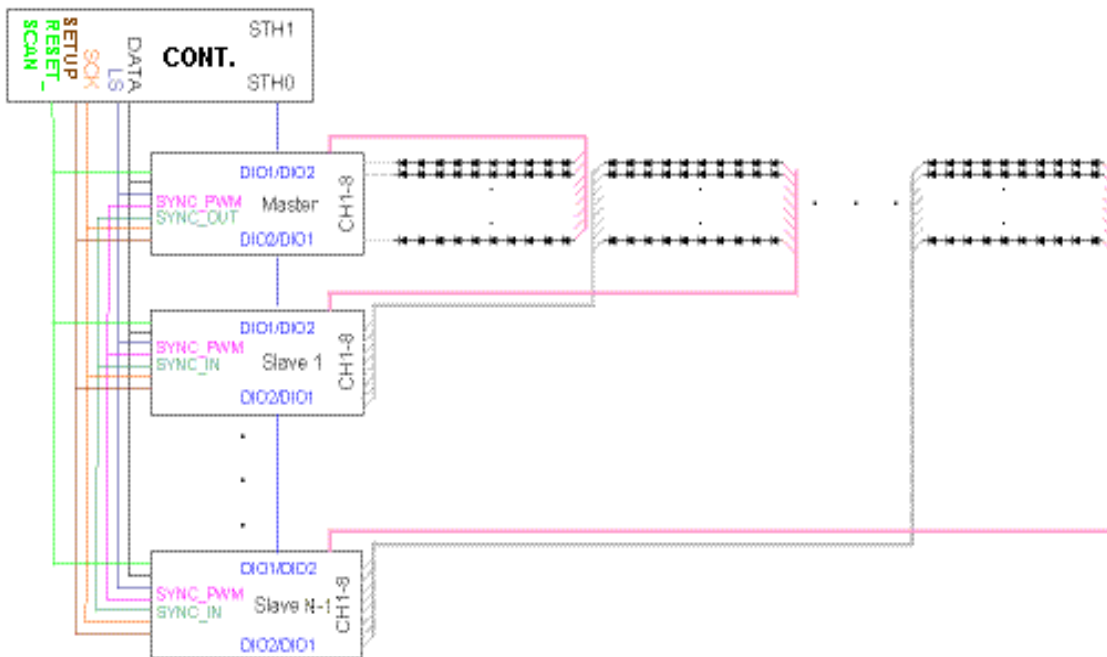 SCAN
RESET_
SETUP
SCK
LS
DATA
CONT.
STH1
STH0
DIO1/DIO2
SYNC_PWM
SYNC_OUT
Master
CH1-8
DIO2/DIO1
DIO1/DIO2
SYNC_PWM
SYNC_IN
Slave 1
CH1-8
DIO2/DIO1
DIO1/DIO2
SYNC_PWM
SYNC_IN
Slave N-1
CH1-8
DIO2/DIO1